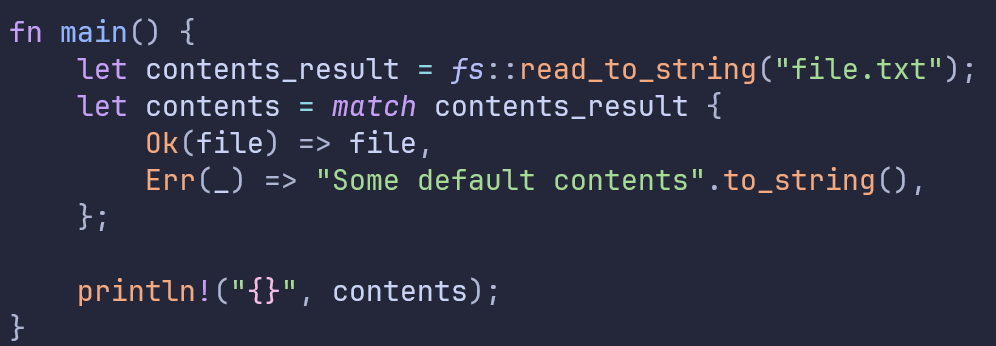 fn main() {
    let contents_result = fs::read_to_string("file.txt");
    let contents = match contents_result {
        Ok(file) => file,
        Err(_) => "Some default contents".to_string(),
    };

    println!("{}", contents);
}